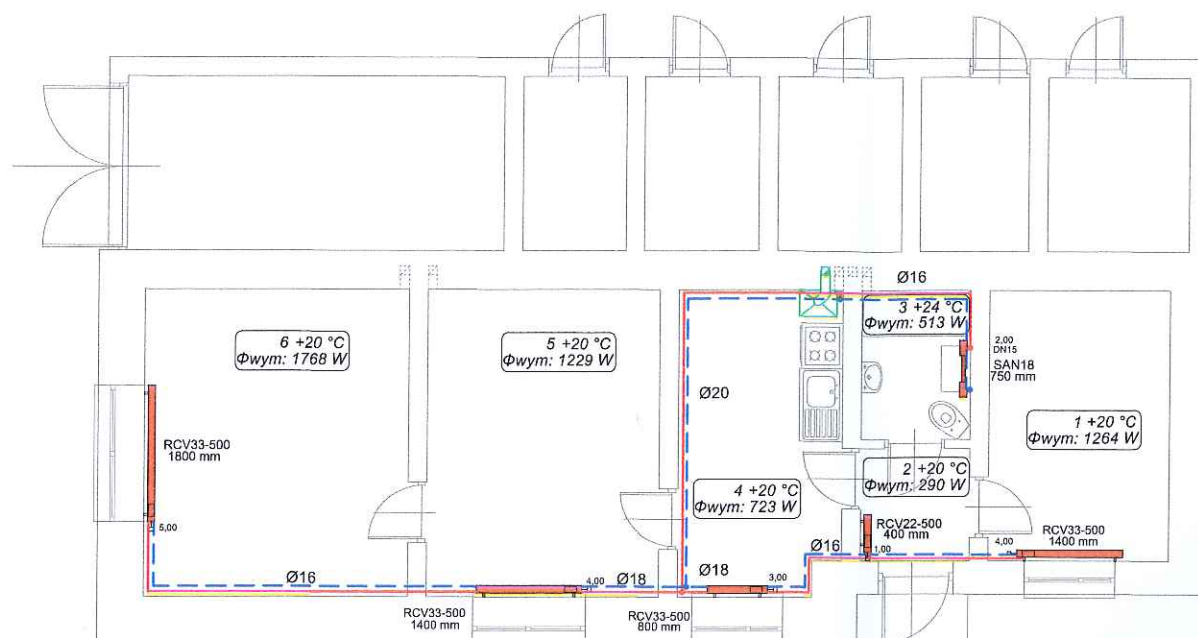 Ø16
3 +24 °C
Φwym: 513 W
6 +20 °C
Φwym: 1768 W
5 +20 °C
Φwym: 1229 W
2,00
DN15
SAN18
750 mm
Ø20
1 +20 °C
Φwym: 1264 W
RCV33-500
1800 mm
2 +20 °C
Φwym: 290 W
4 +20 °C
Φwym: 723 W
5,00
RCV22-500
400 mm
1,00
RCV33-500
1400 mm
4,00
Ø16
Ø16
4,00
Ø18
Ø18
3,00
RCV33-500
1400 mm
RCV33-500
800 mm